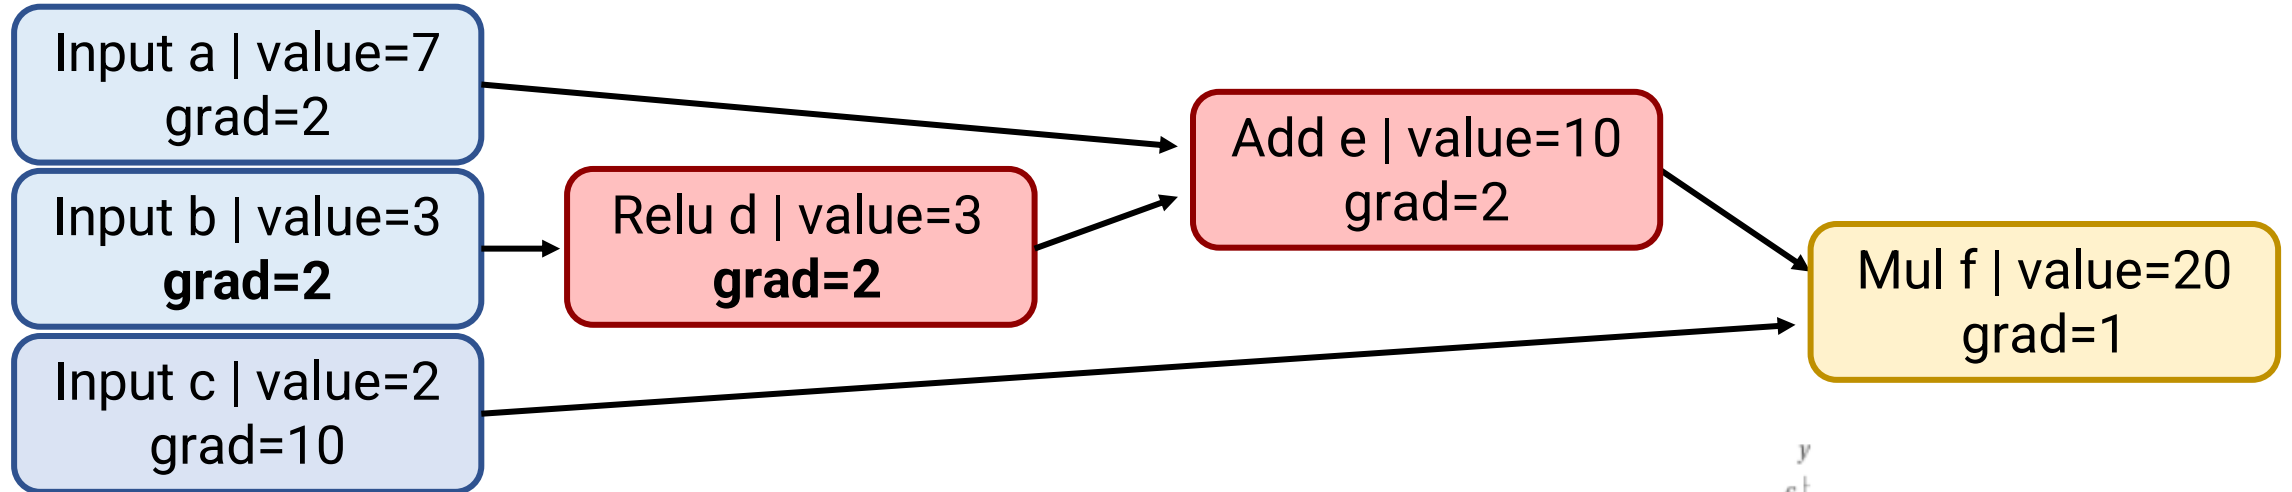 Input a | value=7
grad=2
Input b | value=3
grad=2
Input c | value=2
grad=10
Relu d | value=3
grad=2
Add e | value=10
grad=2
Mul f | value=20
grad=1
y